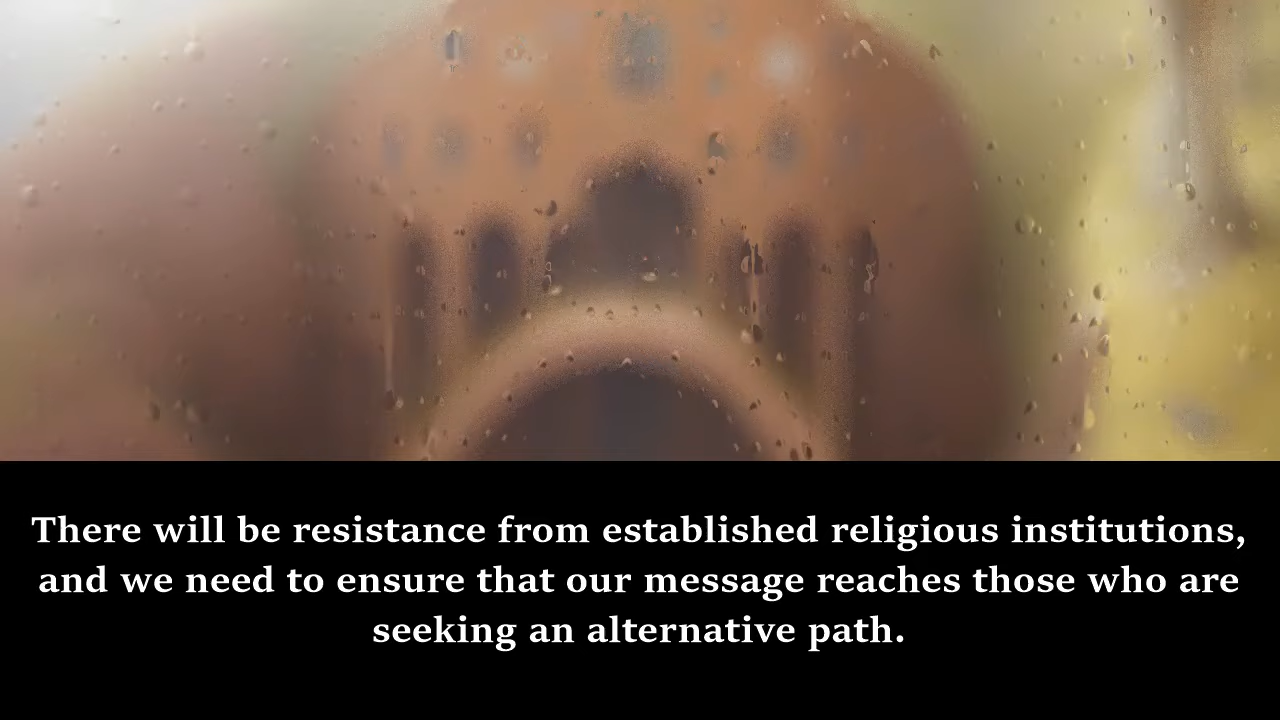 There will be resistance from established religious institutions,
and we need to ensure that our message reaches those who are
seeking an alternative path.